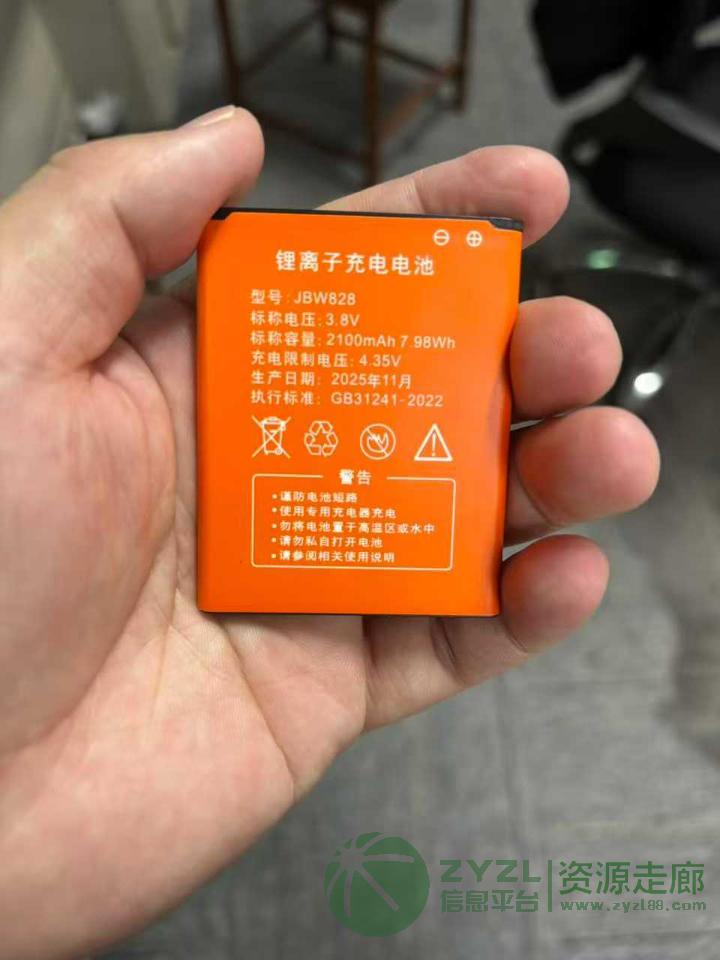 ⊖ ⊕
锂离子充电电池
型号: JBW828
标称电压: 3.8V
标称容量: 2100mAh 7.98Wh
充电限制电压: 4.35V
生产日期: 2025年11月
执行标准: GB31241-2022
警告
•谨防电池短路
•使用专用充电器充电
•勿将电池置于高温区或水中
•请勿私自打开电池
•请参阅相关使用说明
ZYZL
信息平台
资源走廊
www.zyzl88.com